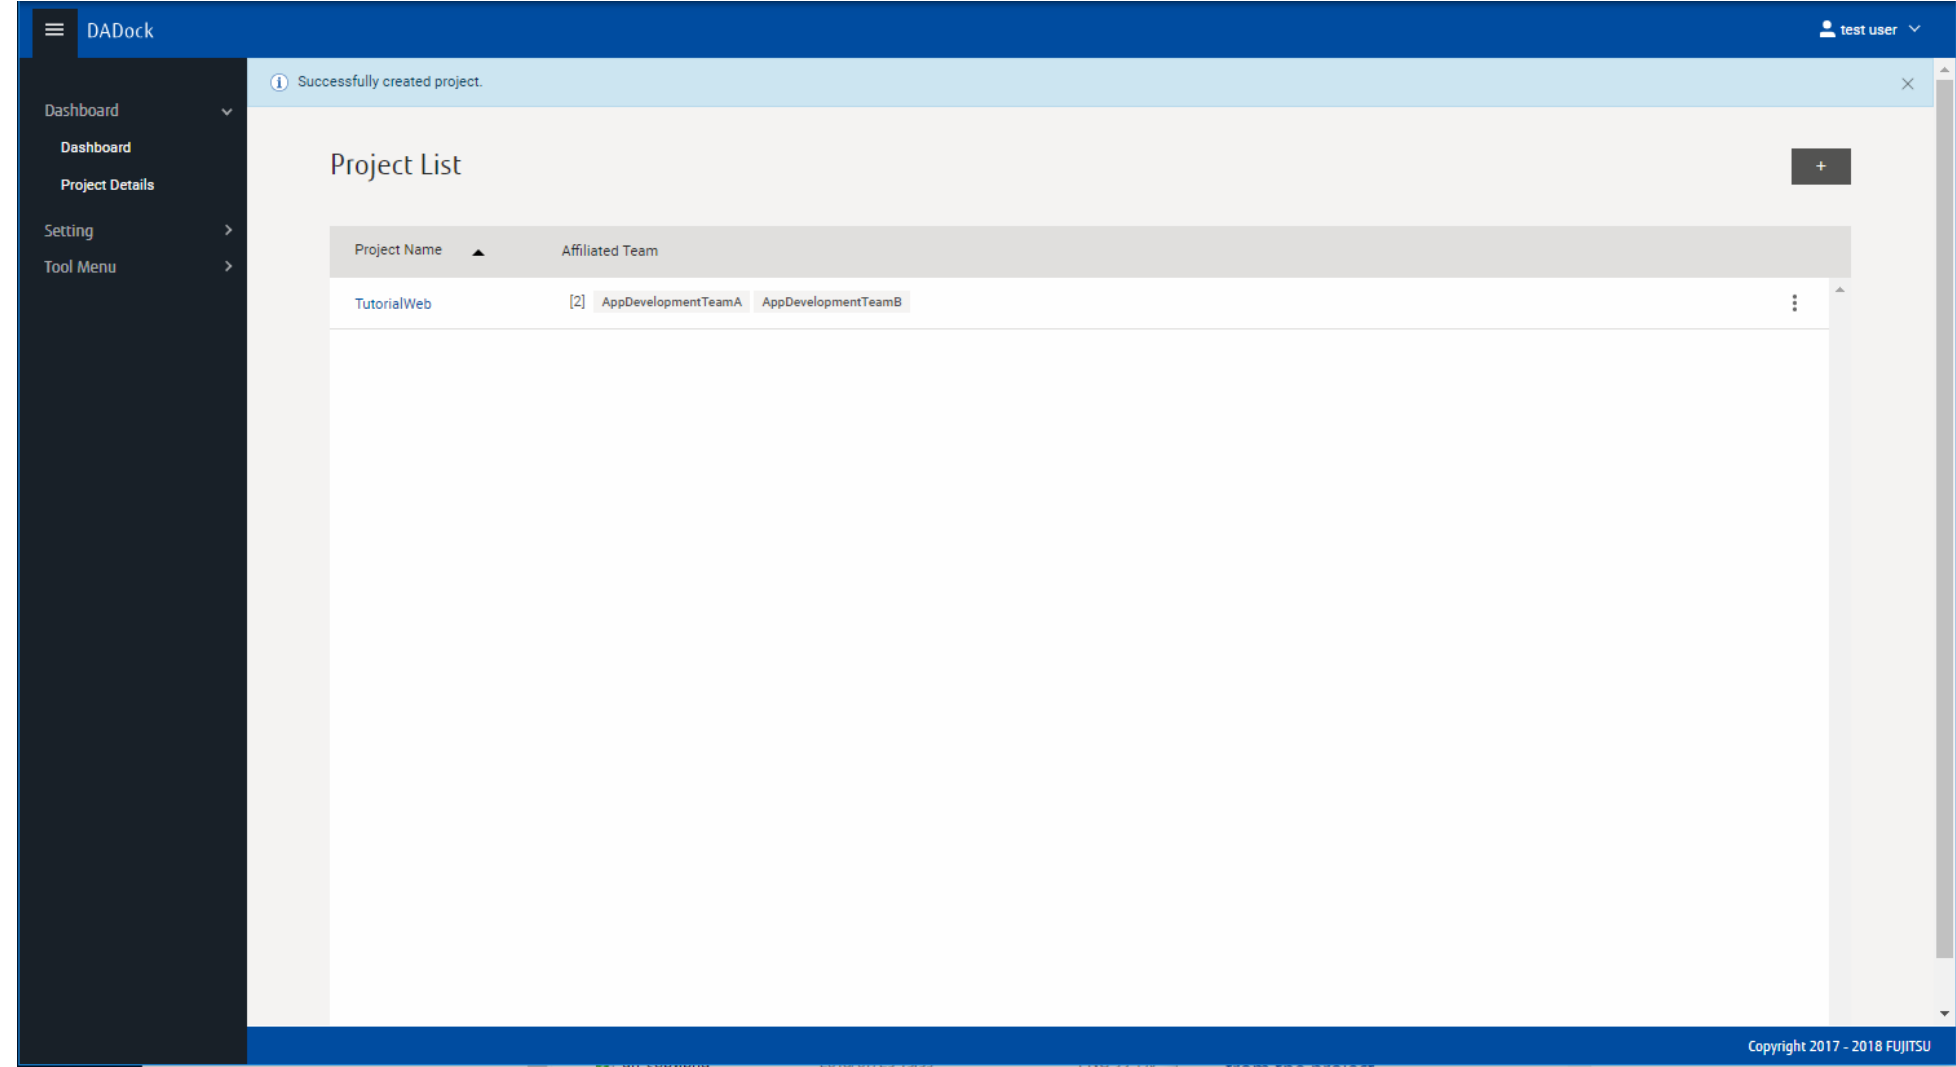 DADock
test user
Successfully created project.
Dashboard
Dashboard
Project Details
Setting
Tool Menu
Project List
+
Project Name
Affiliated Team
TutorialWeb
[2] AppDevelopmentTeamA AppDevelopmentTeamB
Copyright 2017 - 2018 FUJITSU